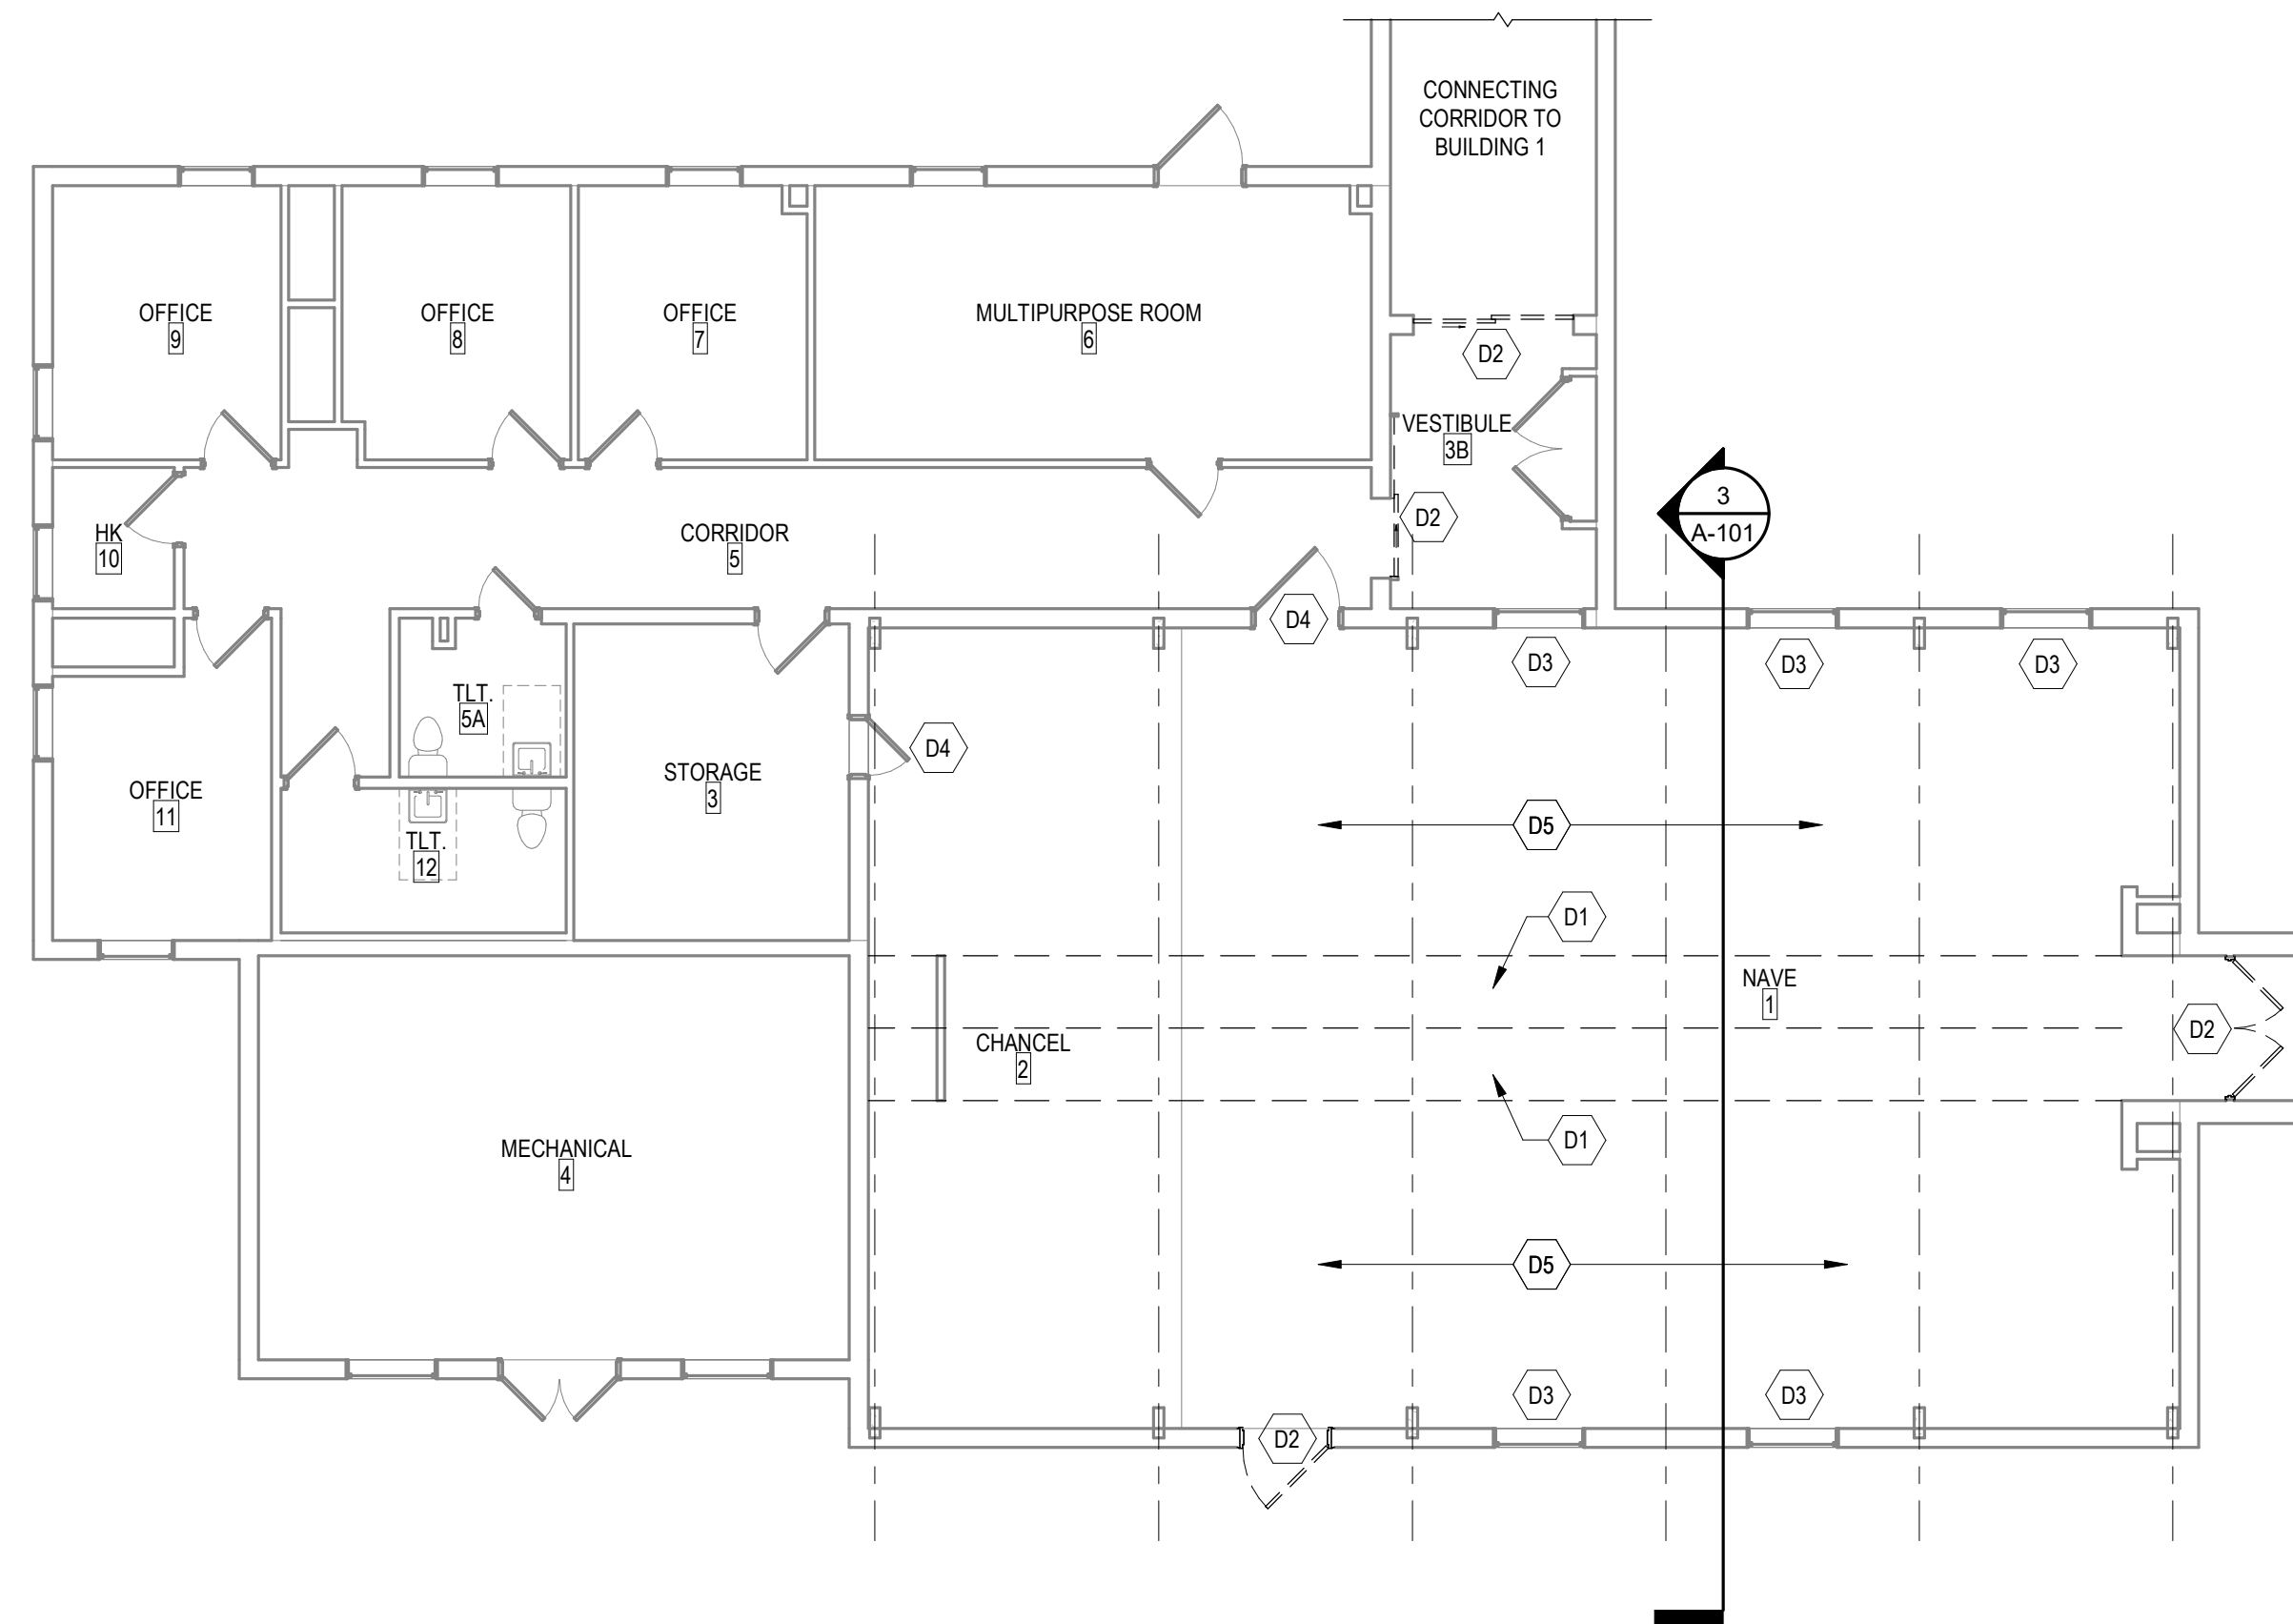 CONNECTING
CORRIDOR TO
BUILDING 1
OFFICE
9
OFFICE
8
OFFICE
7
MULTIPURPOSE ROOM
6
D2
VESTIBULE
3B
3
A-101
D2
HK
10
CORRIDOR
5
D4
D3
D3
D3
TLT.
5A
D4
STORAGE
3
OFFICE
11
TLT.
12
D5
D1
NAVE
1
D2
CHANCEL
2
D1
MECHANICAL
4
D5
D3
D3
D2